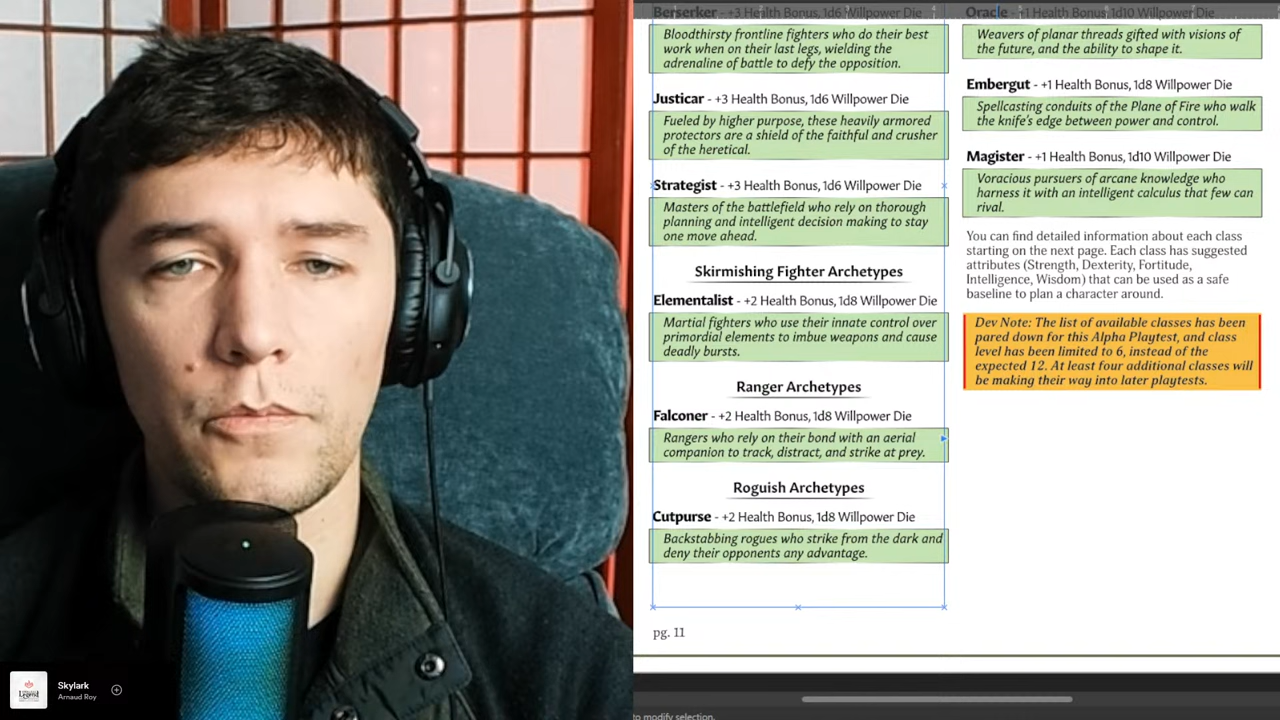 Berserker - +3 Health Bonus, 1d6 Willpower Die
Bloodthirsty frontline fighters who do their best
work when on their last legs, wielding the
adrenaline of battle to defy the opposition.
Justicar - +3 Health Bonus, 1d6 Willpower Die
Fueled by higher purpose, these heavily armored
protectors are a shield of the faithful and crusher
of the heretical.
Strategist - +3 Health Bonus, 1d6 Willpower Die
Masters of the battlefield who rely on thorough
planning and intelligent decision making to stay
one move ahead.
Skirmishing Fighter Archetypes
Elementalist - +2 Health Bonus, 1d8 Willpower Die
Martial fighters who use their innate control over
primordial elements to imbue weapons and cause
deadly bursts.
Ranger Archetypes
Falconer - +2 Health Bonus, 1d8 Willpower Die
Rangers who rely on their bond with an aerial
companion to track, distract, and strike at prey.
Roguish Archetypes
Cutpurse - +2 Health Bonus, 1d8 Willpower Die
Backstabbing rogues who strike from the dark and
deny their opponents any advantage.
pg. 11
Oracle - +1 Health Bonus, 1d10 Willpower Die
Weavers of planar threads gifted with visions of
the future, and the ability to shape it.
Embergut - +1 Health Bonus, 1d8 Willpower Die
Spellcasting conduits of the Plane of Fire who walk
the knife's edge between power and control.
Magister - +1 Health Bonus, 1d10 Willpower Die
Voracious pursuers of arcane knowledge who
harness it with an intelligent calculus that few can
rival.
You can find detailed information about each class
starting on the next page. Each class has suggested
attributes (Strength, Dexterity, Fortitude,
Intelligence, Wisdom) that can be used as a safe
baseline to plan a character around.
Dev Note: The list of available classes has been
pared down for this Alpha Playtest, and class
level has been limited to 6, instead of the
expected 12. At least four additional classes will
be making their way into later playtests.
to modify selection.
Legend
Skylark
Arnaud Roy